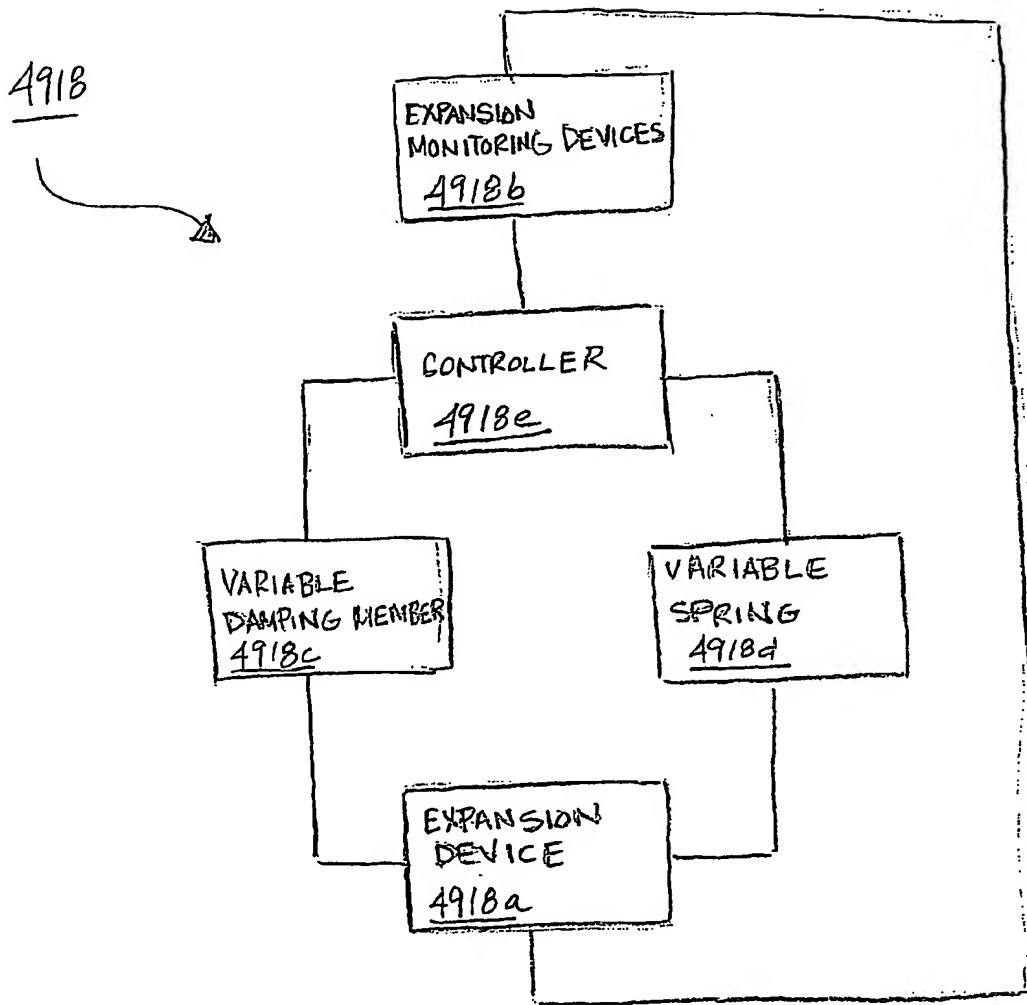 4918
EXPANSION
MONITORING DEVICES
4918b
CONTROLLER
4918e
VARIABLE
DAMPING MEMBER
4918c
VARIABLE
SPRING
4918d
EXPANSION
DEVICE
4918a